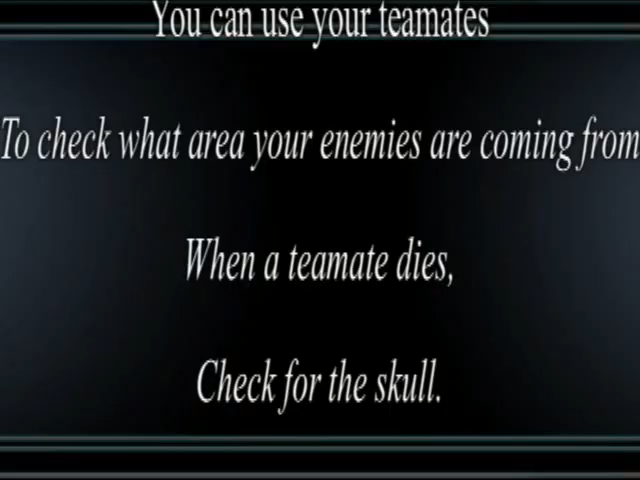 You can use your teamates
To check what area your enemies are coming from
When a teamate dies,
Check for the skull.